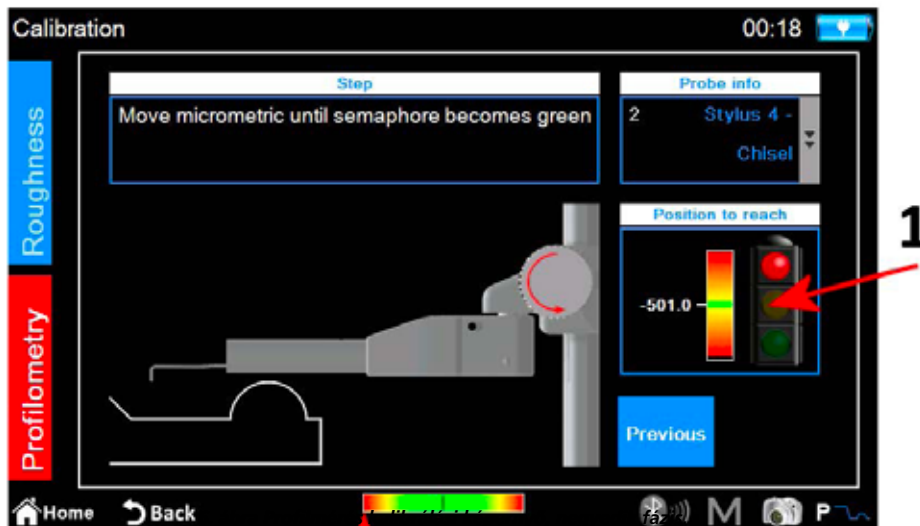 Calibration
00:18
Roughness
Profilometry
Step
Move micrometric until semaphore becomes green
Probe info
2 Stylus 4 -
Chisel
Position to reach
-501.0
1
Previous
Home
Back
M
P